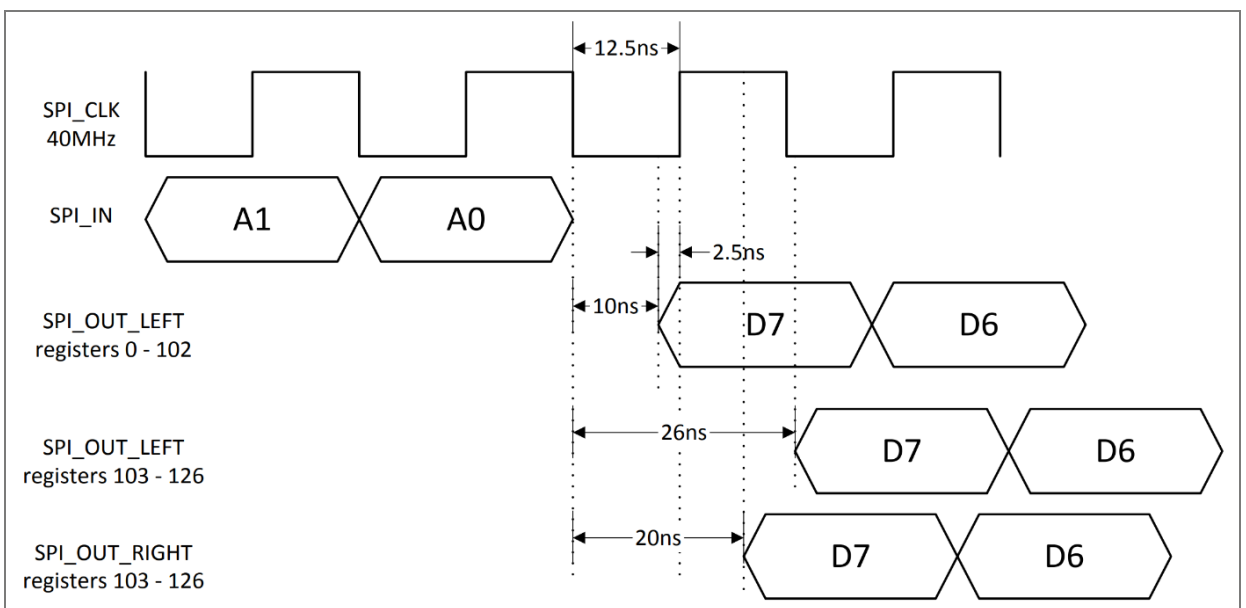 12.5ns
SPI_CLK
40MHz
SPI_IN
A1
A0
2.5ns
10ns
SPI_OUT_LEFT
registers 0 - 102
D7
D6
26ns
SPI_OUT_LEFT
registers 103 - 126
D7
D6
20ns
SPI_OUT_RIGHT
registers 103 - 126
D7
D6